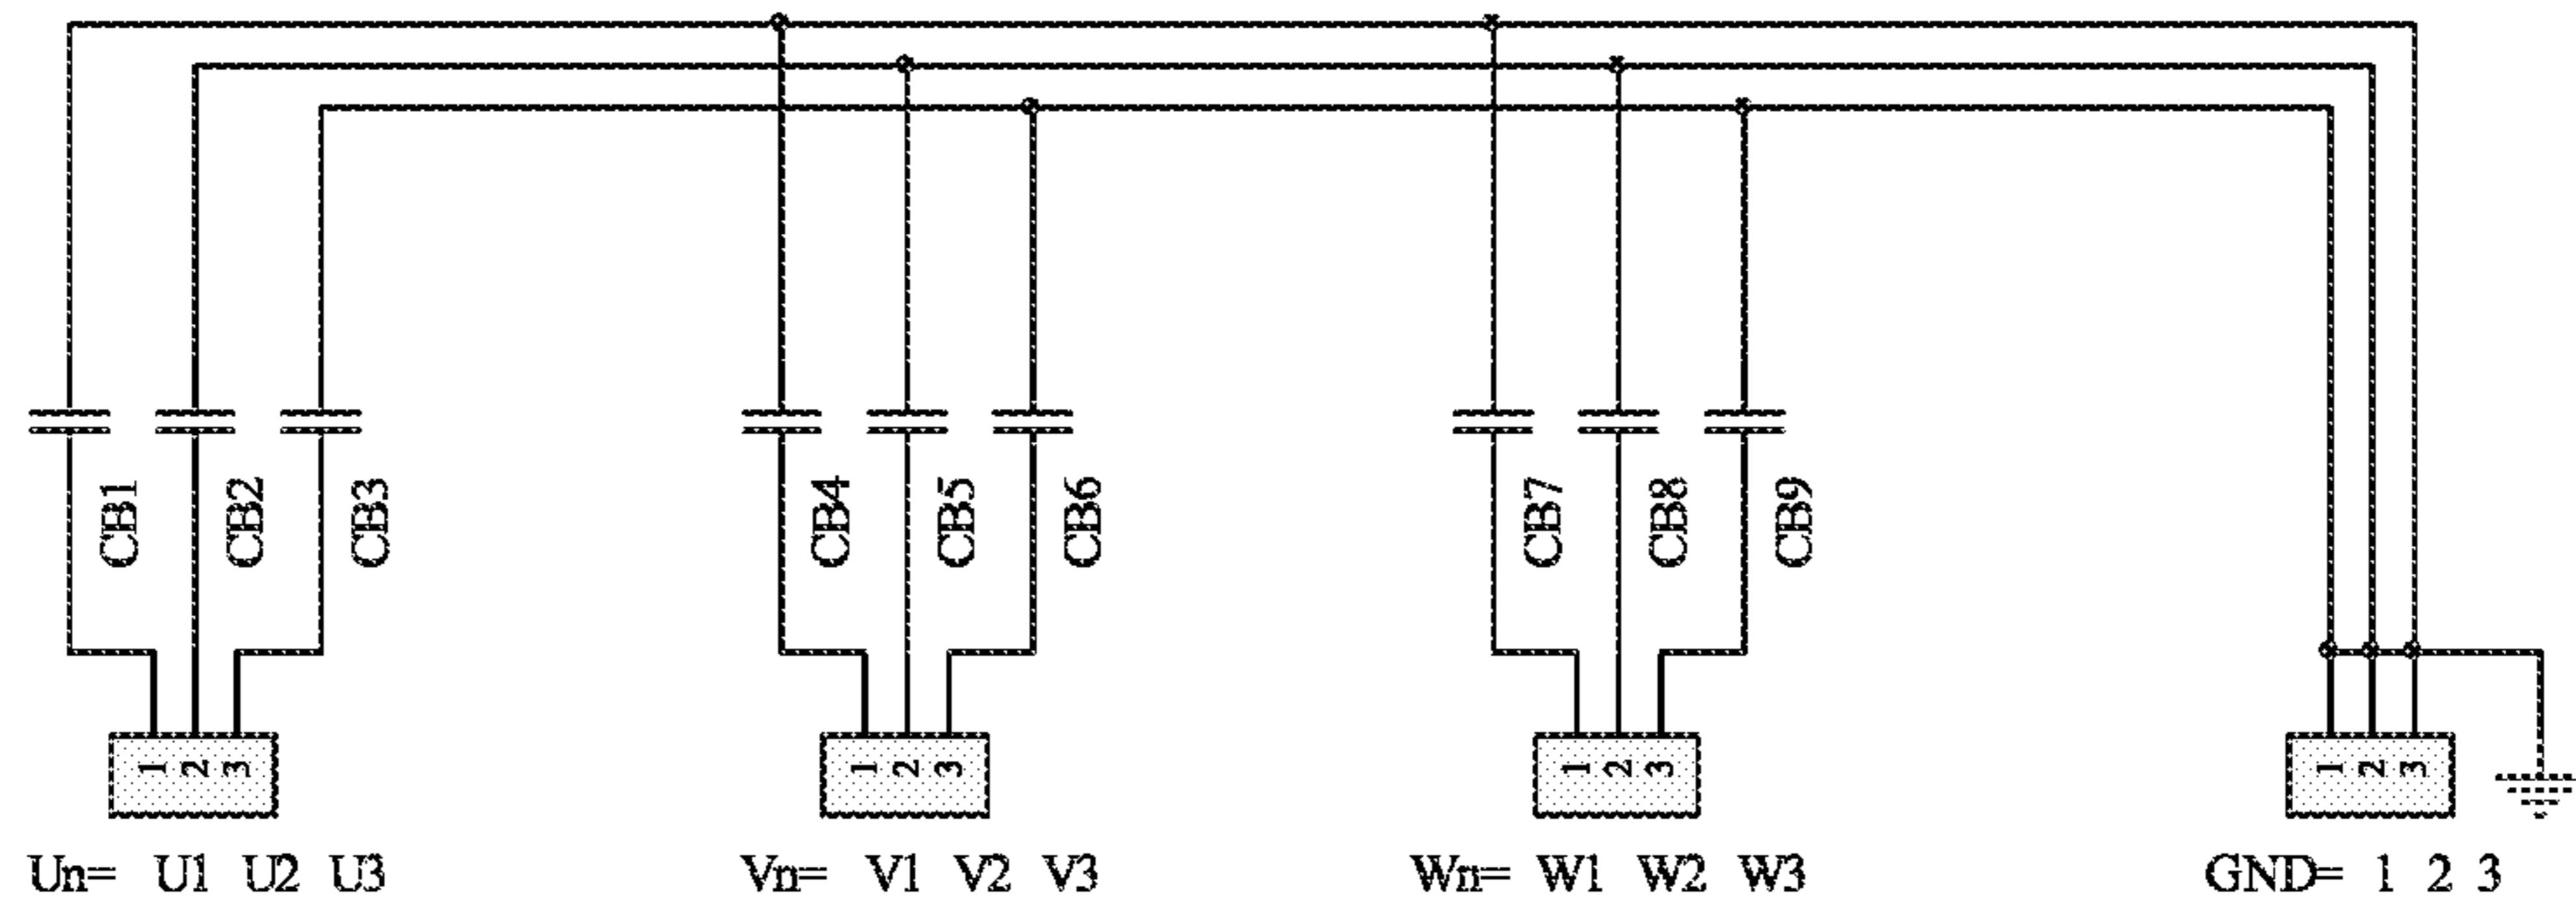 CB1 CB2 CB3 CB4 CB5 CB6 CB7 CB8 CB9
1 2 3 1 2 3 1 2 3 1 2 3
Un= U1 U2 U3 Vn= V1 V2 V3 Wn= W1 W2 W3 GND= 1 2 3